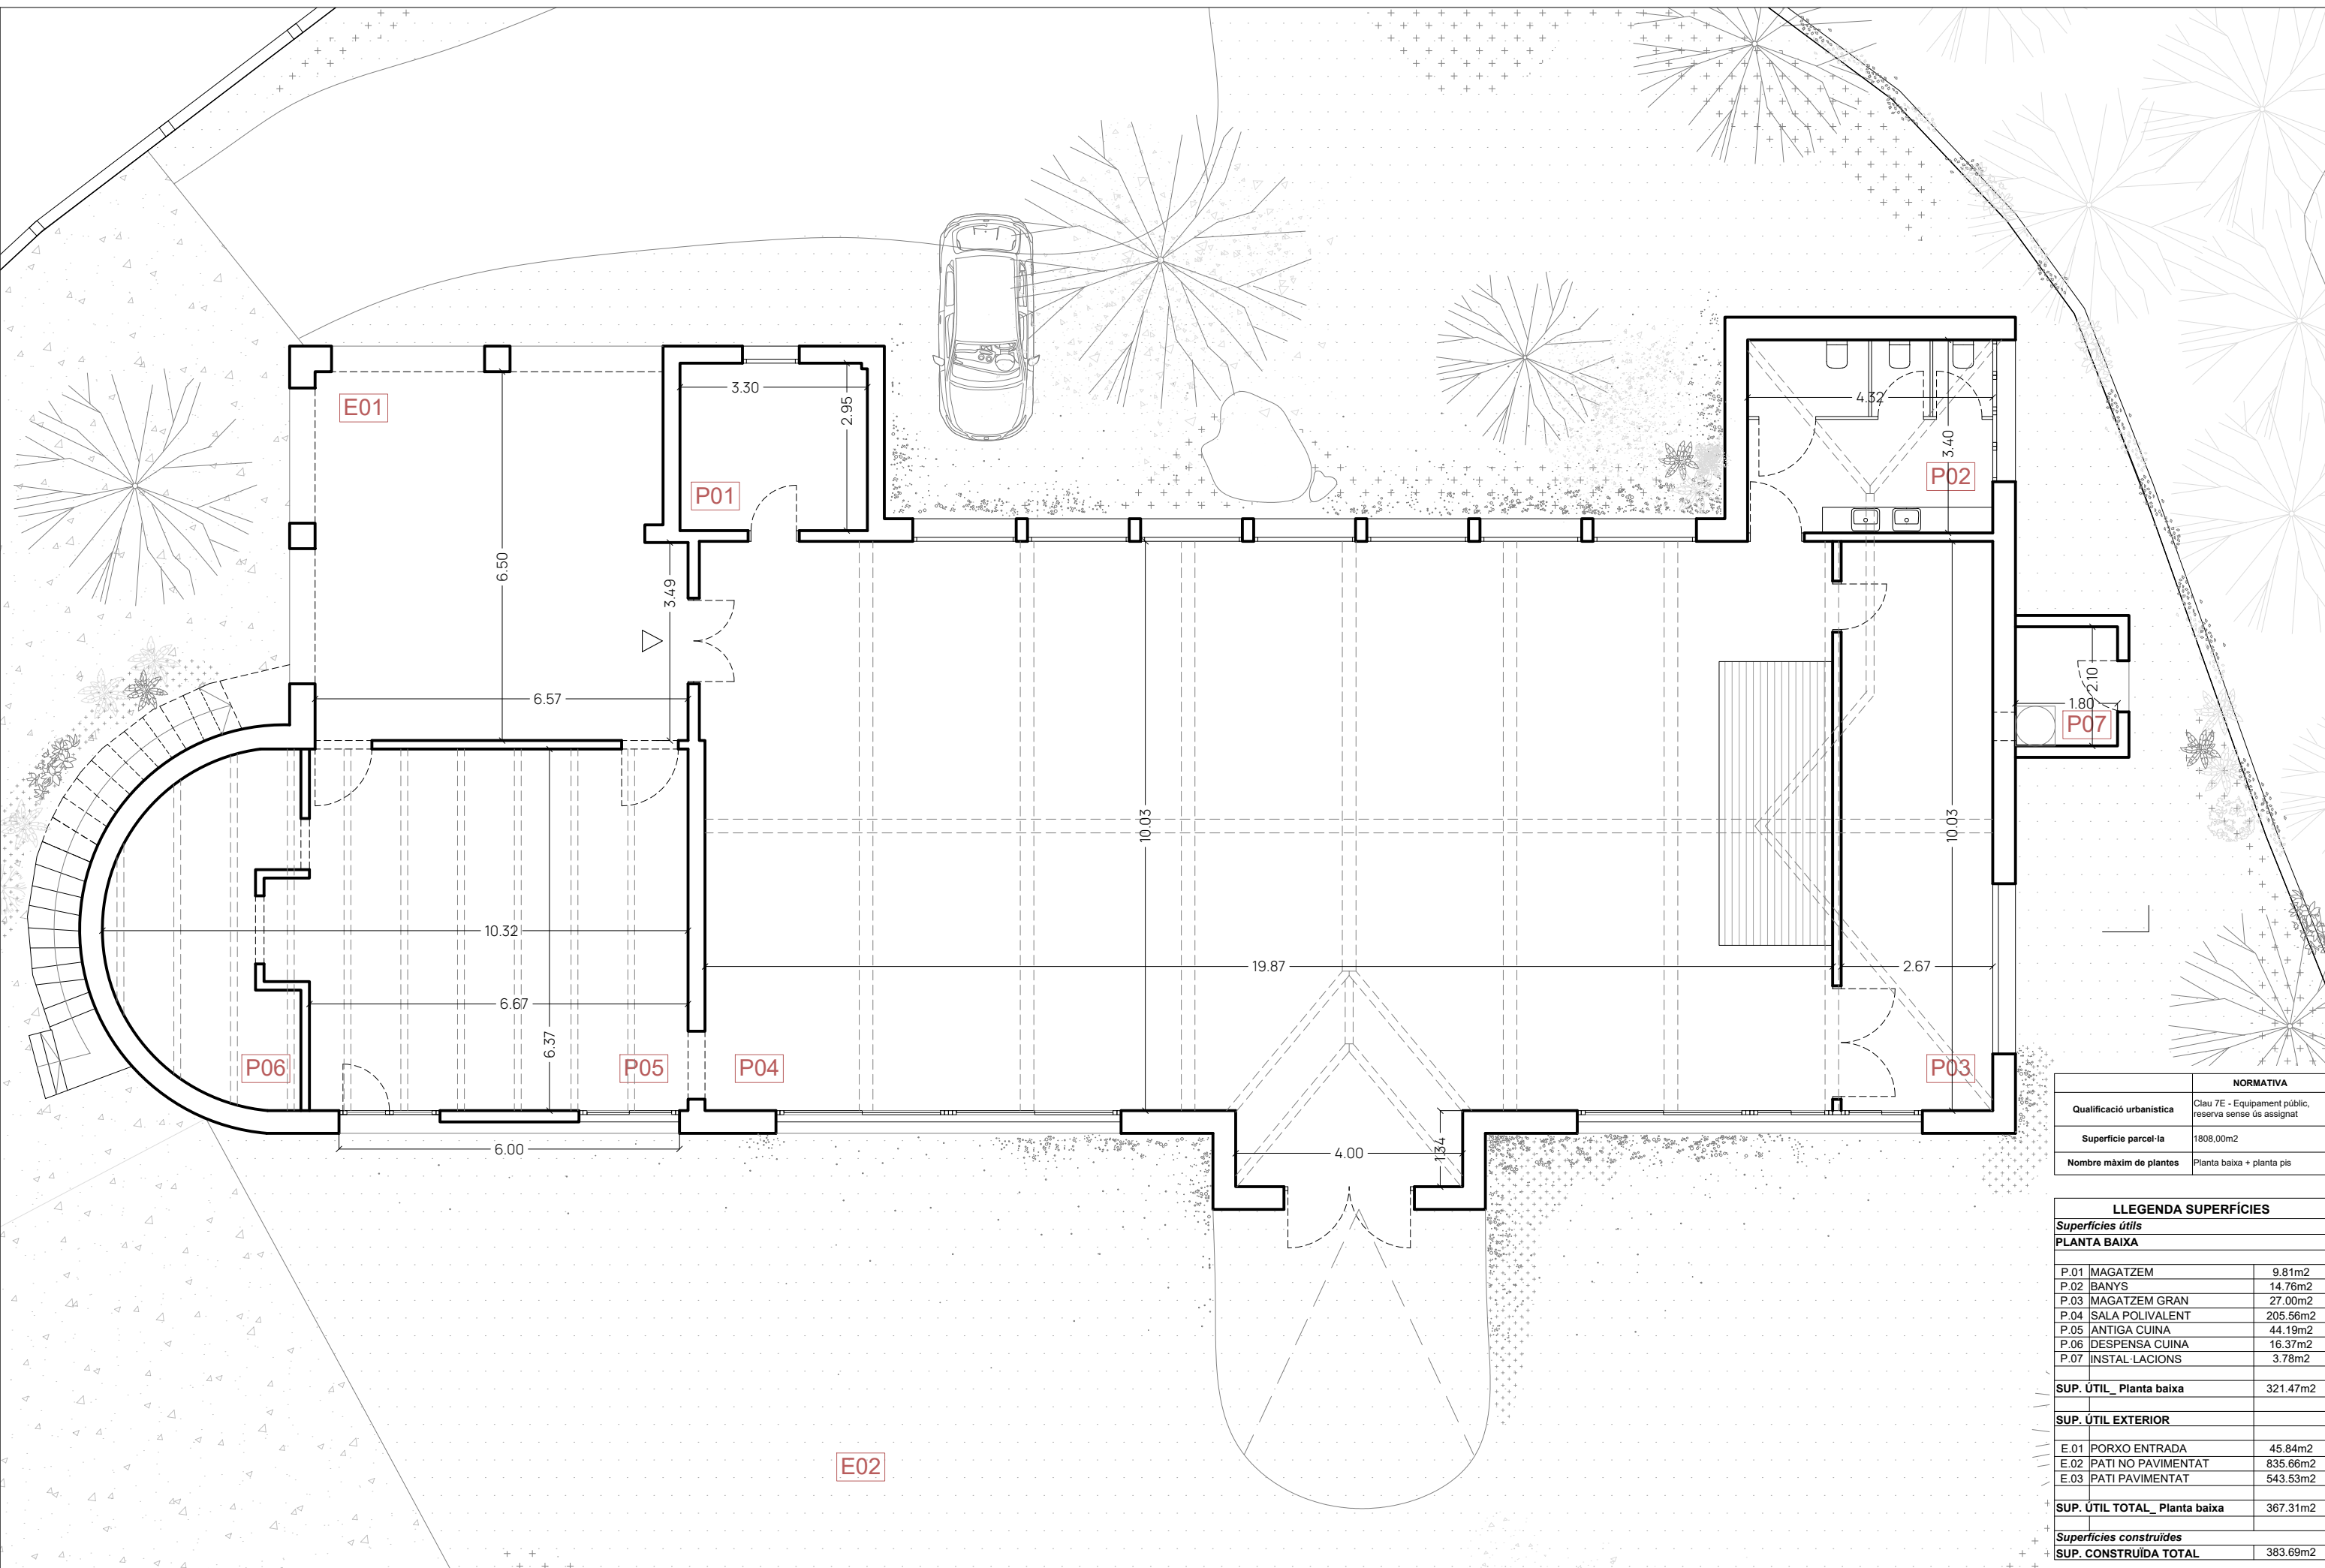 E01
3.30
2.95
4.32
3.40
P01
P02
6.50
3.49
2.10
6.57
1.80
P07
10.03
10.03
10.32
19.87
2.67
6.67
6.37
P06
P05
P04
P03
6.00
4.00
1.34
E02
NORMATIVA
Qualificació urbanística
Clau 7E - Equipament públic,
reserva sense ús assignat
Superfície parcel·la 1808,00m2
Nombre màxim de plantes Planta baixa + planta pis
LLEGENDA SUPERFÍCIES
Superfícies útils
PLANTA BAIXA
P.01 MAGATZEM 9.81m2
P.02 BANYS 14.76m2
P.03 MAGATZEM GRAN 27.00m2
P.04 SALA POLIVALENT 205.56m2
P.05 ANTIGA CUINA 44.19m2
P.06 DESPENSA CUINA 16.37m2
P.07 INSTAL·LACIONS 3.78m2
SUP. ÚTIL_ Planta baixa 321.47m2
SUP. ÚTIL EXTERIOR
E.01 PORXO ENTRADA 45.84m2
E.02 PATI NO PAVIMENTAT 835.66m2
E.03 PATI PAVIMENTAT 543.53m2
SUP. ÚTIL TOTAL_ Planta baixa 367.31m2
Superfícies construïdes
SUP. CONSTRUÏDA TOTAL 383.69m2